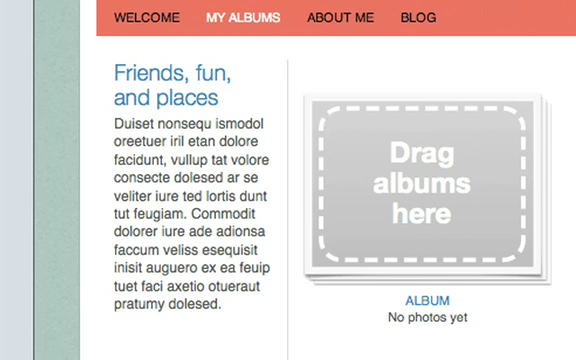 WELCOME MY ALBUMS ABOUT ME BLOG
Friends, fun,
and places
Duiset nonsequ ismodol
oreetuer iril etan dolore
facidunt, vullup tat volore
consecte dolesed ar se
veliter iure ted lortis dunt
tut feugiam. Commodit
dolorer iure ade adionsa
faccum veliss esequisit
inisit auguero ex ea feuip
tuet faci axetio otueraut
pratumy dolesed.
Drag
albums
here
ALBUM
No photos yet